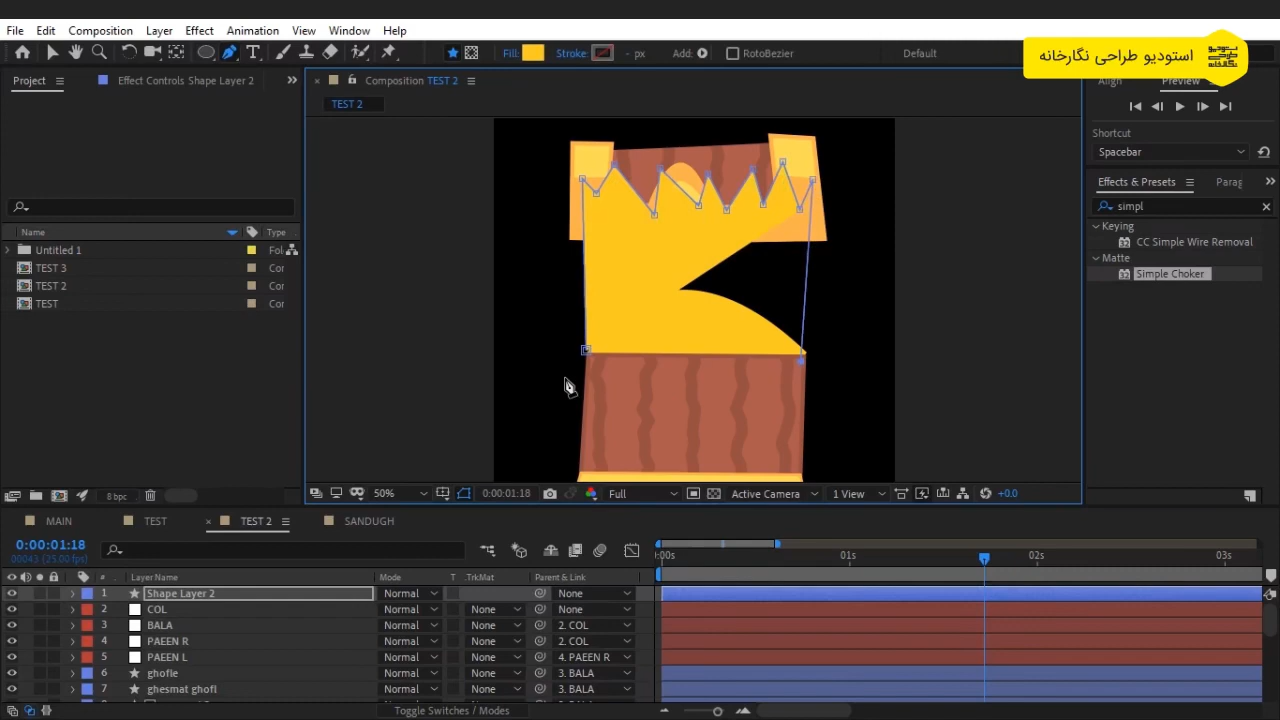 File Edit Composition Layer Effect Animation View Window Help
Fill: Stroke: - px Add: RotoBezier Default
استودیو طراحی نگارخانه
Project Effect Controls Shape Layer 2
Composition TEST 2
Align Preview
TEST 2
Shortcut
Spacebar
Effects & Presets Parag
simpl
Name Type
Keying
CC Simple Wire Removal
Matte
Simple Choker
Untitled 1 Fol
TEST 3 Cor
TEST 2 Cor
TEST Cor
8 bpc
50% 0:00:01:18 Full Active Camera 1 View +0.0
MAIN TEST TEST 2 SANDUGH
0:00:01:18
00043 (25.00 fps)
:00s 01s 02s 03s
# Layer Name Mode T .TrkMat Parent & Link
1 Shape Layer 2 Normal None
2 COL Normal None None
3 BALA Normal None 2. COL
4 PAEEN R Normal None 2. COL
5 PAEEN L Normal None 4. PAEEN R
6 ghofle Normal None 3. BALA
7 ghesmat ghofl Normal None 3. BALA
Toggle Switches / Modes